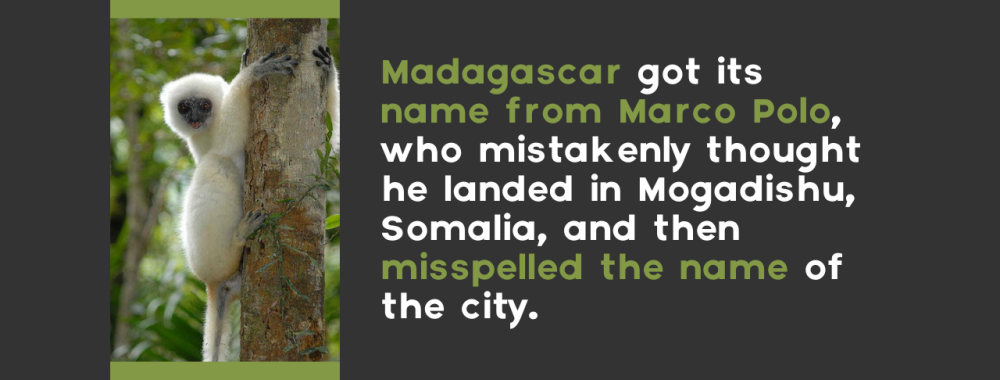 Madagascar got its
name from Marco Polo,
who mistakenly thought
he landed in Mogadishu,
Somalia, and then
misspelled the name of
the city.